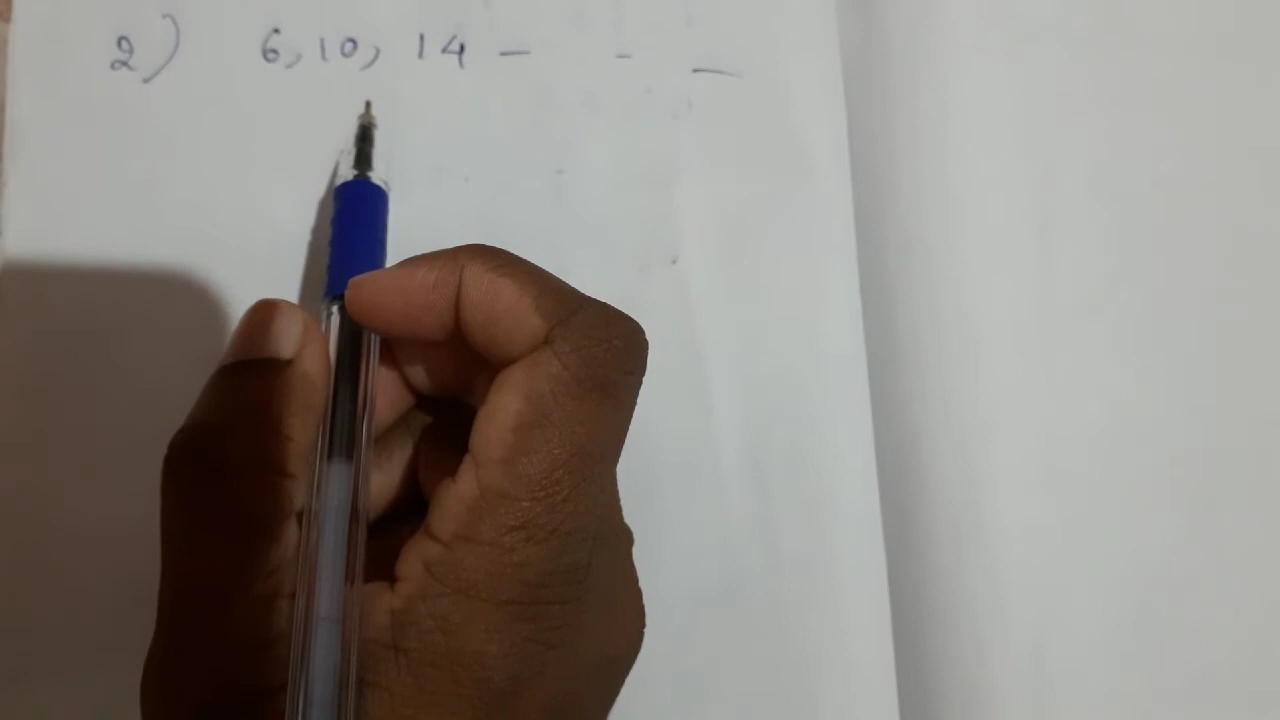 2) 6, 10, 14 - - -